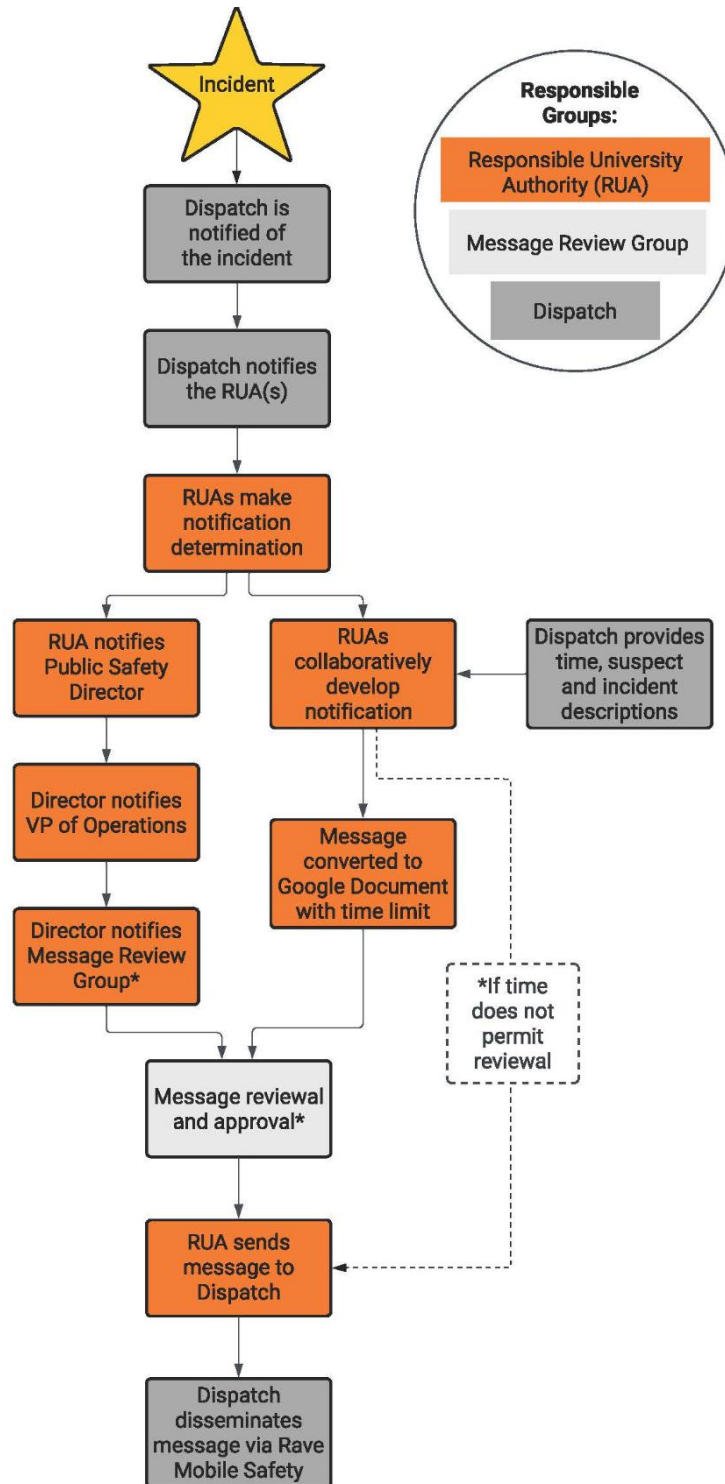 Incident
Responsible
Groups:
Responsible University
Authority (RUA)
Message Review Group
Dispatch
Dispatch is
notified of
the incident
Dispatch notifies
the RUA(s)
RUAs make
notification
determination
RUA notifies
Public Safety
Director
RUAs
collaboratively
develop
notification
Dispatch provides
time, suspect
and incident
descriptions
Director notifies
VP of Operations
Message
converted to
Google Document
with time limit
Director notifies
Message Review
Group*
*If time
does not
permit
reviewal
Message reviewal
and approval*
RUA sends
message to
Dispatch
Dispatch
disseminates
message via Rave
Mobile Safety